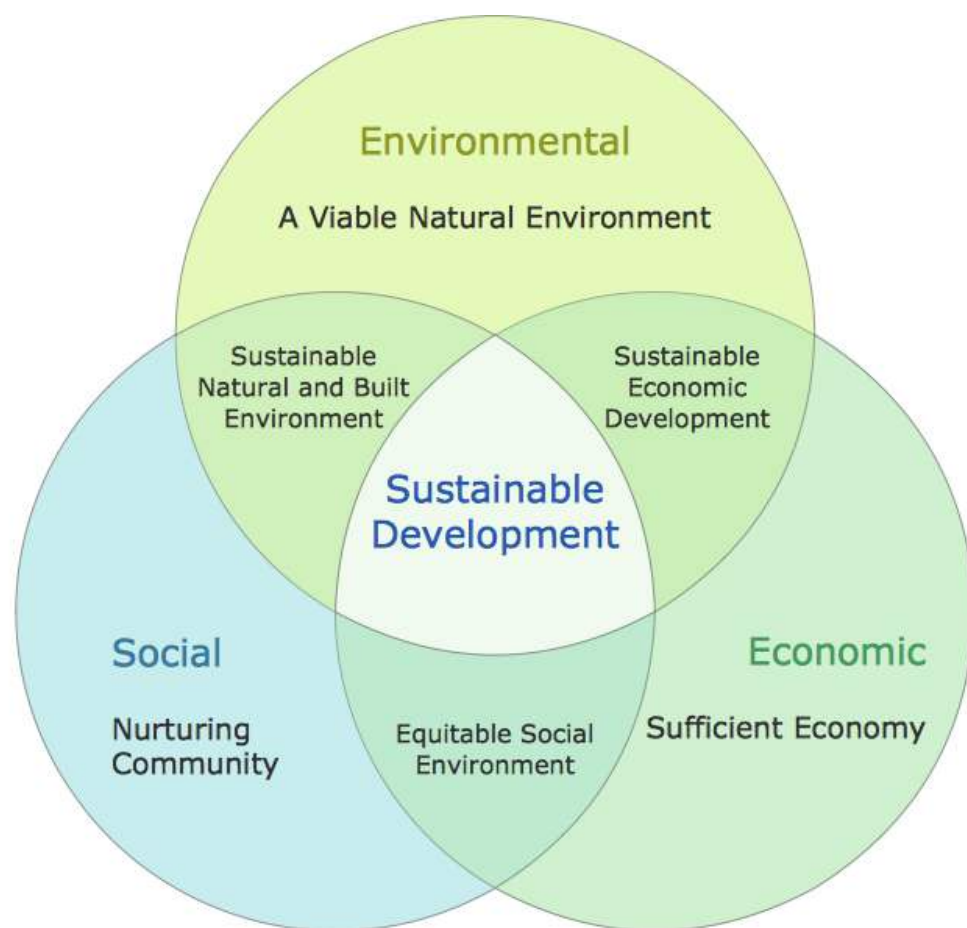 Environmental
A Viable Natural Environment
Sustainable
Natural and Built
Environment
Sustainable
Economic
Development
Sustainable
Development
Social
Nurturing
Community
Equitable Social
Environment
Economic
Sufficient Economy